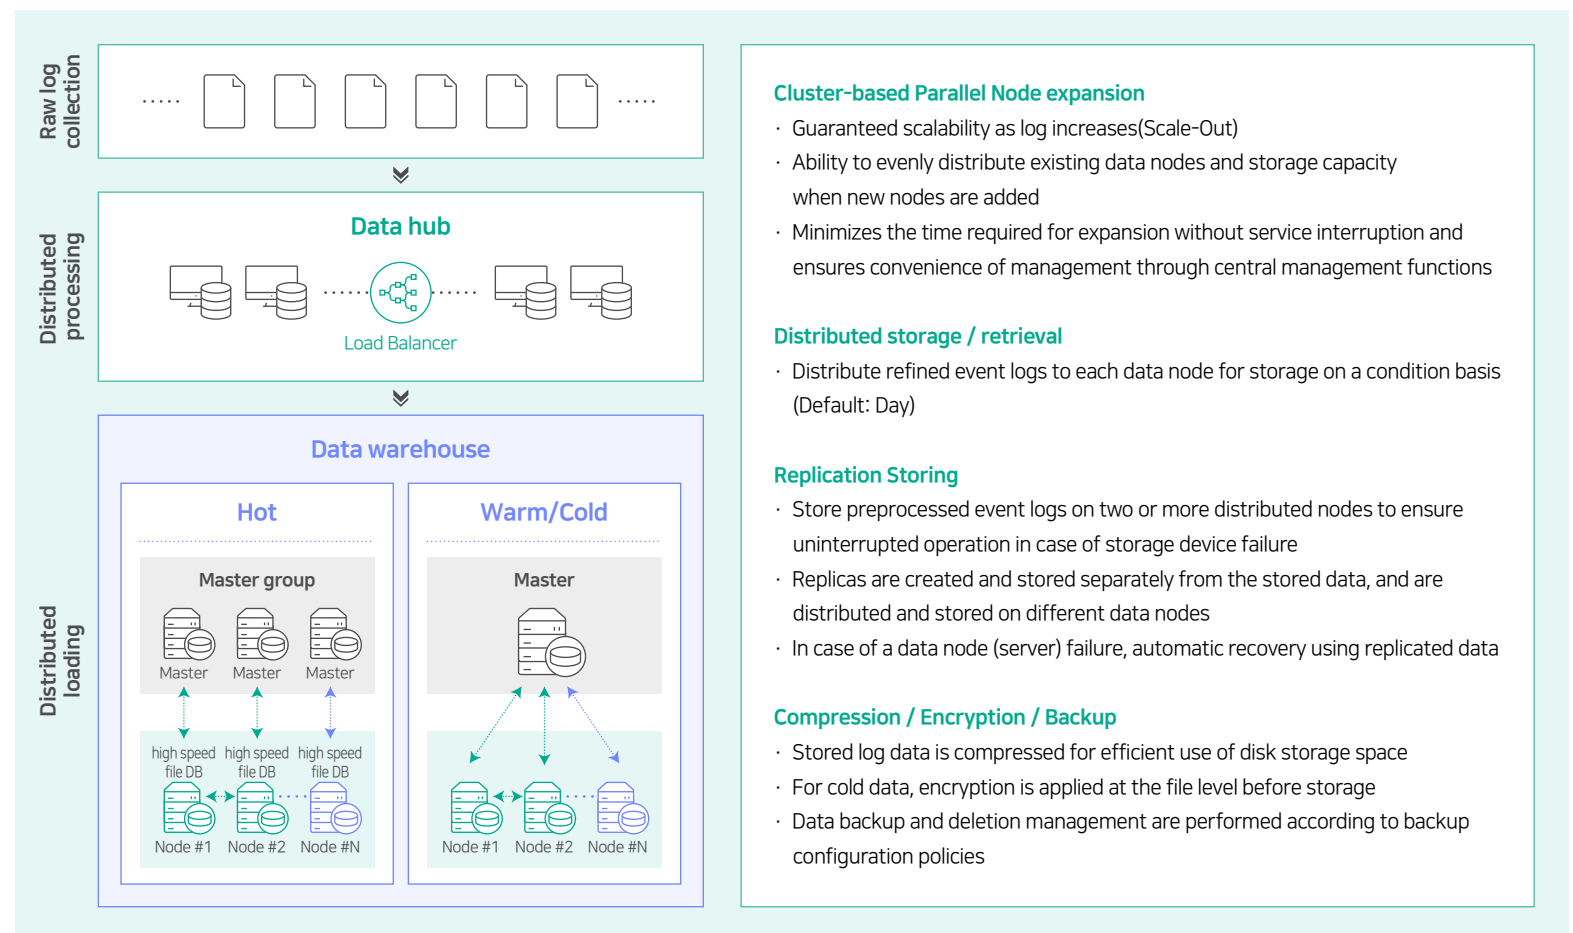 Raw log
collection
Distributed
processing
Data hub
Load Balancer
Distributed
loading
Data warehouse
Hot
Master group
Master
Master
Master
high speed
file DB
high speed
file DB
high speed
file DB
Node #1
Node #2
Node #N
Warm/Cold
Master
Node #1
Node #2
Node #N
Cluster-based Parallel Node expansion
· Guaranteed scalability as log increases(Scale-Out)
· Ability to evenly distribute existing data nodes and storage capacity
when new nodes are added
· Minimizes the time required for expansion without service interruption and
ensures convenience of management through central management functions
Distributed storage / retrieval
· Distribute refined event logs to each data node for storage on a condition basis
(Default: Day)
Replication Storing
· Store preprocessed event logs on two or more distributed nodes to ensure
uninterrupted operation in case of storage device failure
· Replicas are created and stored separately from the stored data, and are
distributed and stored on different data nodes
· In case of a data node (server) failure, automatic recovery using replicated data
Compression / Encryption / Backup
· Stored log data is compressed for efficient use of disk storage space
· For cold data, encryption is applied at the file level before storage
· Data backup and deletion management are performed according to backup
configuration policies